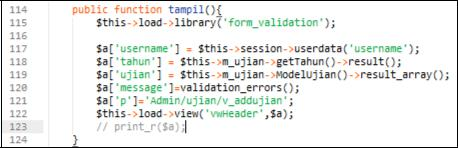 114 public function tampil(){
115 $this->load->library('form_validation');
116
117 $a['username'] = $this->session->userdata('username');
118 $a['tahun'] = $this->m_ujian->getTahun()->result();
119 $a['ujian'] = $this->m_ujian->ModelUjian()->result_array();
120 $a['message']=validation_errors();
121 $a['p']='Admin/ujian/v_addujian';
122 $this->load->view('vwHeader',$a);
123 // print_r($a);
124 }